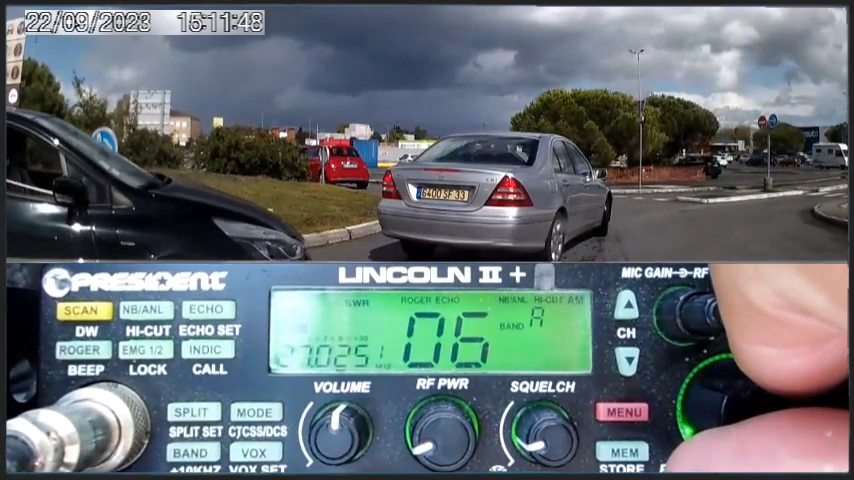 22/09/2023 15:11:48
6400 SF 33
PRESIDENT
LINCOLN II +
MIC GAIN RF
SCAN NB/ANL ECHO
DW HI-CUT ECHO SET
ROGER EMG 1/2 INDIC
BEEP LOCK CALL
SWR ROGER ECHO NB/ANL HI-CUT AM
BAND A
06
27.0251
CH
VOLUME RF PWR SQUELCH
SPLIT MODE
SPLIT SET CTCSS/DCS
BAND VOX
+10KHZ VOX SET
MENU
MEM
STORE